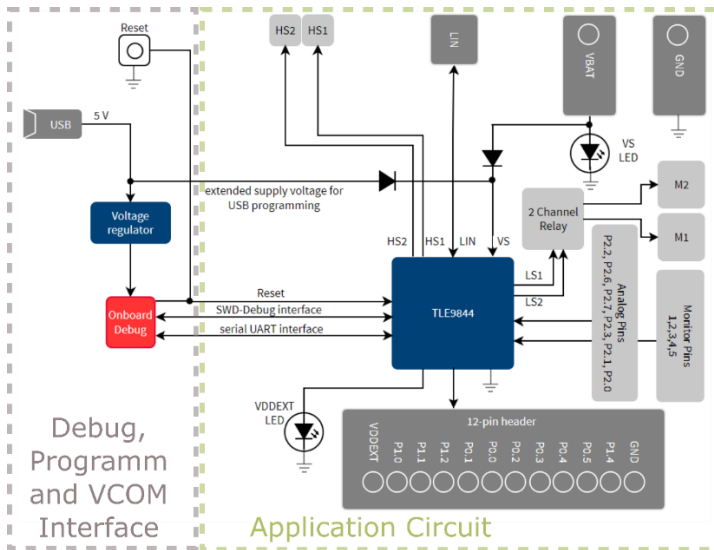 Reset
USB
5 V
Voltage
regulator
Onboard
Debug
Debug,
Programm
and VCOM
Interface
HS2
HS1
LIN
VBAT
GND
VS
LED
extended supply voltage for
USB programming
2 Channel
Relay
M2
M1
HS2
HS1
LIN
VS
LS1
LS2
TLE9844
Reset
SWD-Debug interface
serial UART interface
Analog Pins
P2.2, P2.6, P2.7, P2.3, P2.1, P2.0
Monitor Pins
1,2,3,4,5
VDDEXT
LED
12-pin header
VDDEXT
P1.0
P1.1
P1.2
P0.1
P0.0
P0.2
P0.3
P0.4
P0.5
P1.4
GND
Application Circuit